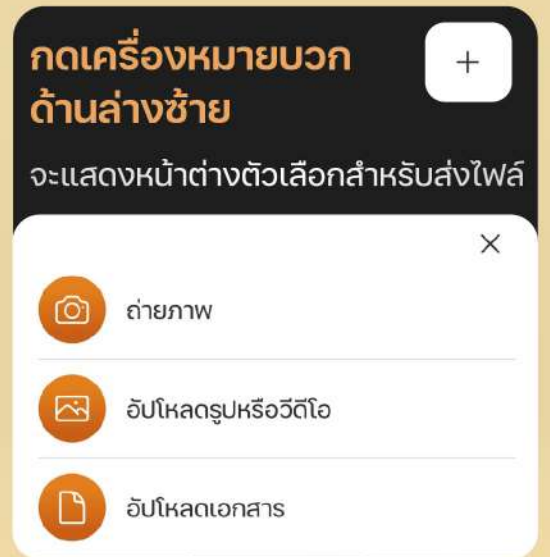 กดเครื่องหมายบวก
ด้านล่างซ้าย
จะแสดงหน้าต่างตัวเลือกสำหรับส่งไฟล์
ถ่ายภาพ
อัปโหลดรูปหรือวีดีโอ
อัปโหลดเอกสาร